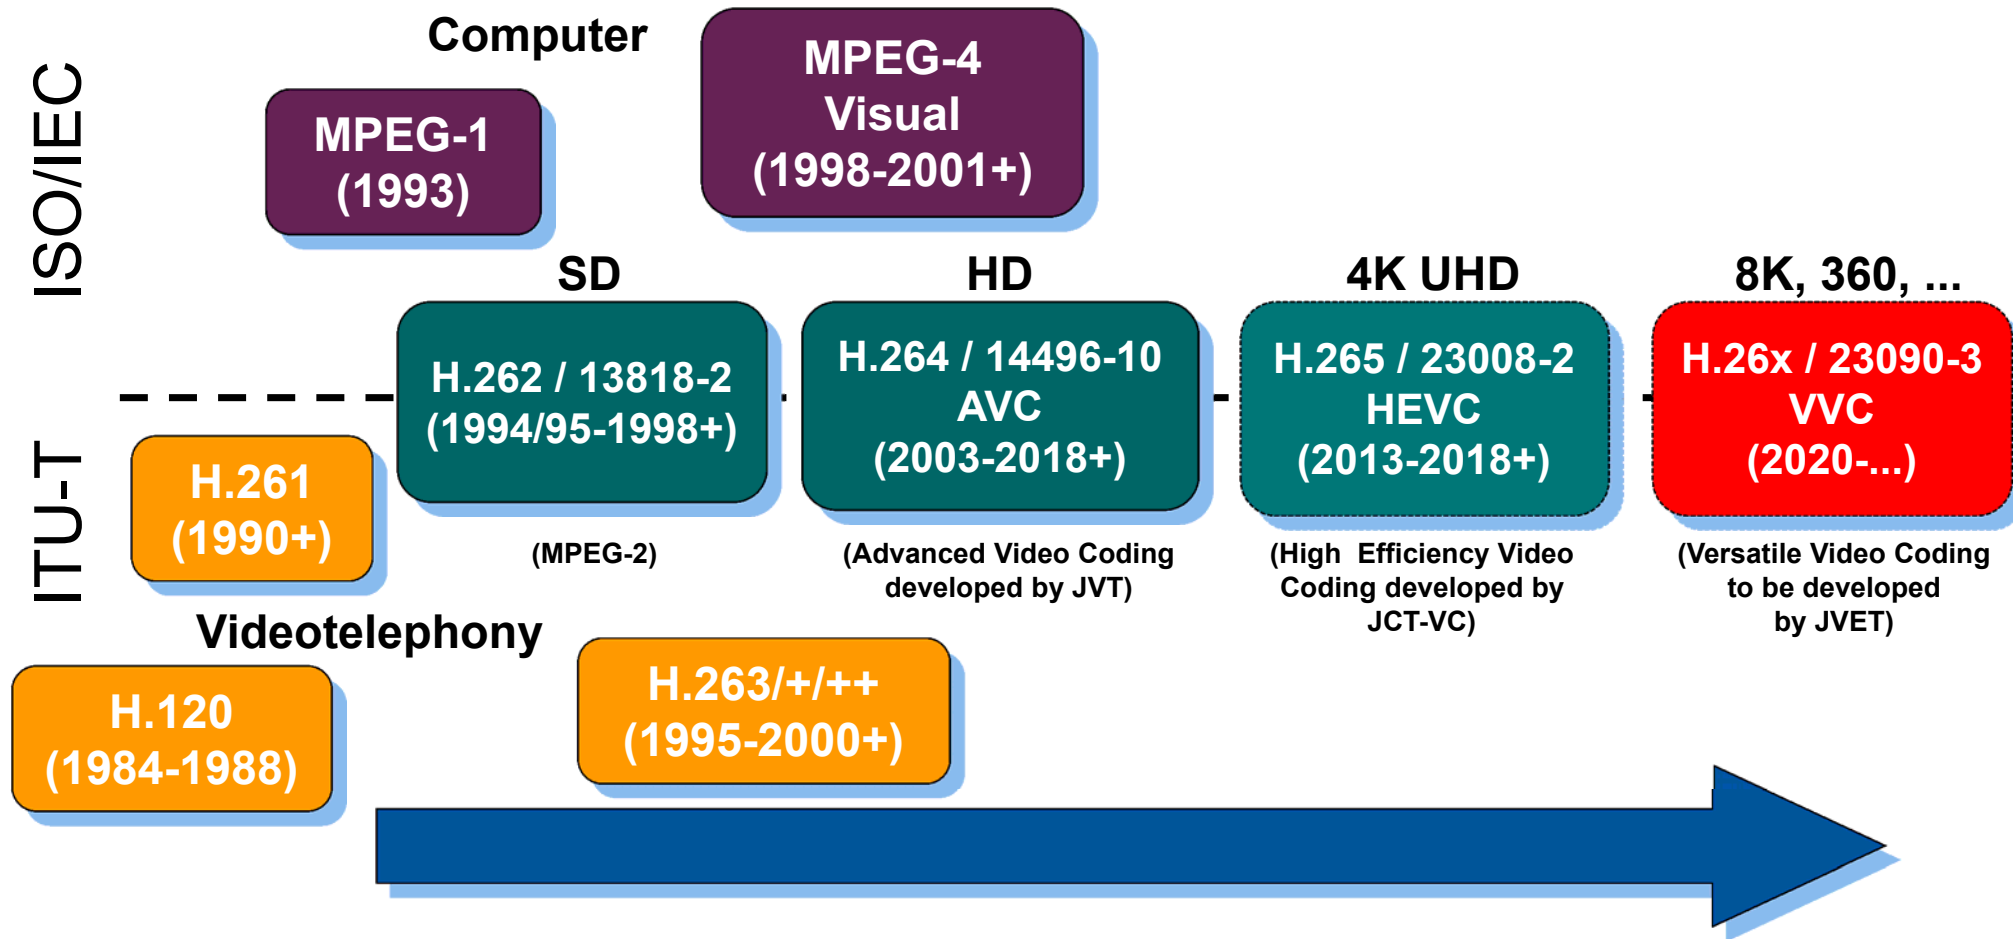 ISO/IEC
ITU-T
Computer
MPEG-1
(1993)
MPEG-4
Visual
(1998-2001+)
SD
H.262 / 13818-2
(1994/95-1998+)
(MPEG-2)
HD
H.264 / 14496-10
AVC
(2003-2018+)
(Advanced Video Coding
developed by JVT)
4K UHD
H.265 / 23008-2
HEVC
(2013-2018+)
(High  Efficiency Video
Coding developed by
JCT-VC)
8K, 360, ...
H.26x / 23090-3
VVC
(2020-...)
(Versatile Video Coding
to be developed
by JVET)
H.261
(1990+)
Videotelephony
H.120
(1984-1988)
H.263/+/++
(1995-2000+)